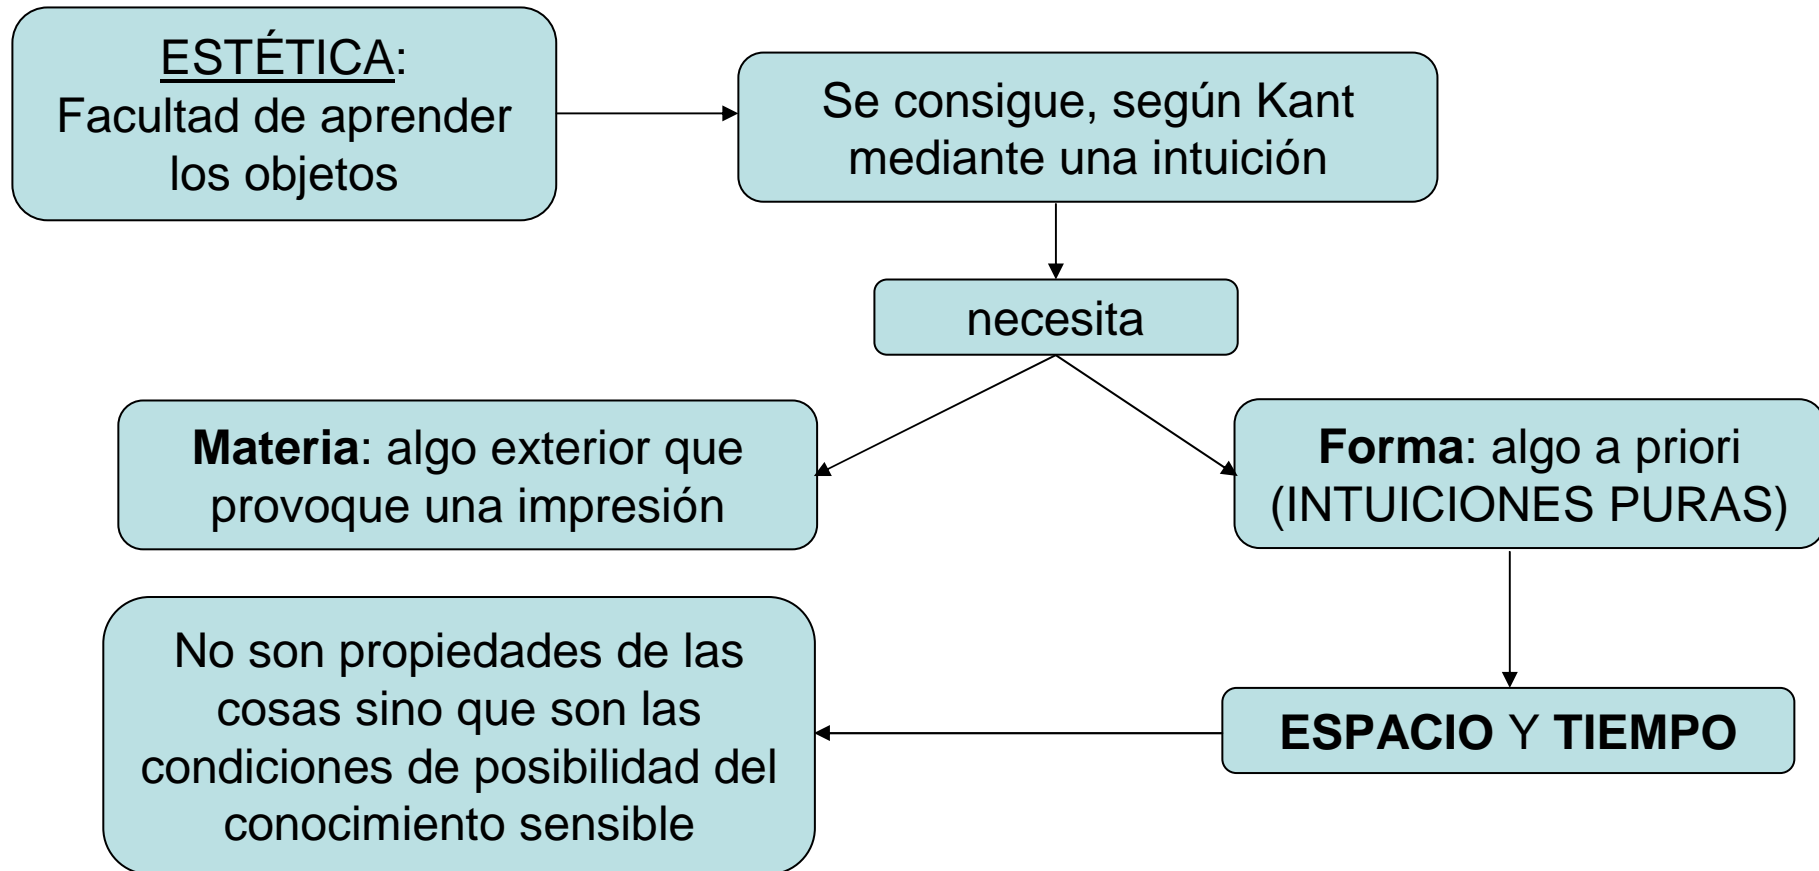 ESTÉTICA:
Facultad de aprender
los objetos
Se consigue, según Kant
mediante una intuición
necesita
Materia: algo exterior que
provoque una impresión
Forma: algo a priori
(INTUICIONES PURAS)
No son propiedades de las
cosas sino que son las
condiciones de posibilidad del
conocimiento sensible
ESPACIO Y TIEMPO